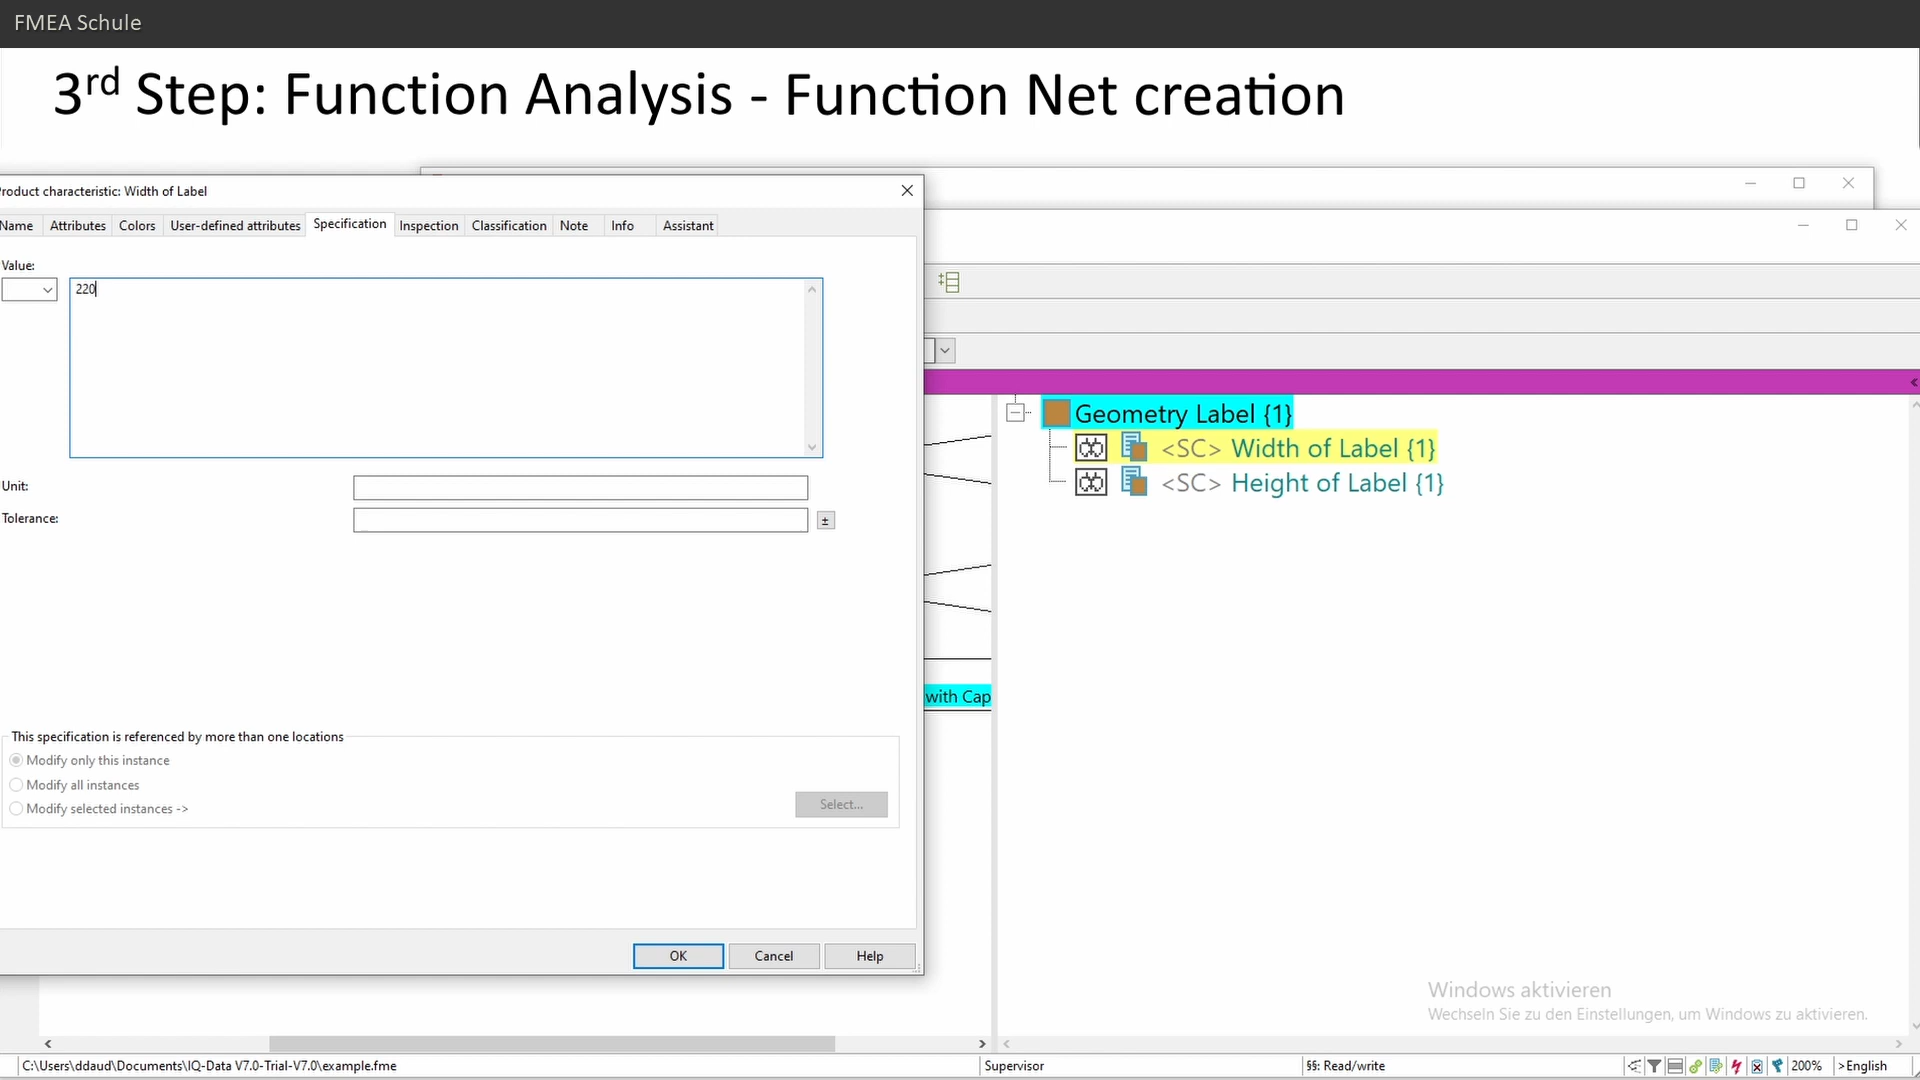 FMEA Schule
3rd Step: Function Analysis - Function Net creation
roduct characteristic: Width of Label
Name Attributes Colors User-defined attributes Specification Inspection Classification Note Info Assistant
Value:
220
Unit:
Tolerance:
±
This specification is referenced by more than one locations
Modify only this instance
Modify all instances
Modify selected instances ->
Select...
OK Cancel Help
Geometry Label {1}
<SC> Width of Label {1}
<SC> Height of Label {1}
with Cap
Windows aktivieren
Wechseln Sie zu den Einstellungen, um Windows zu aktivieren.
C:\Users\ddaud\Documents\IQ-Data V7.0-Trial-V7.0\example.fme
Supervisor
§§: Read/write
200%
>English